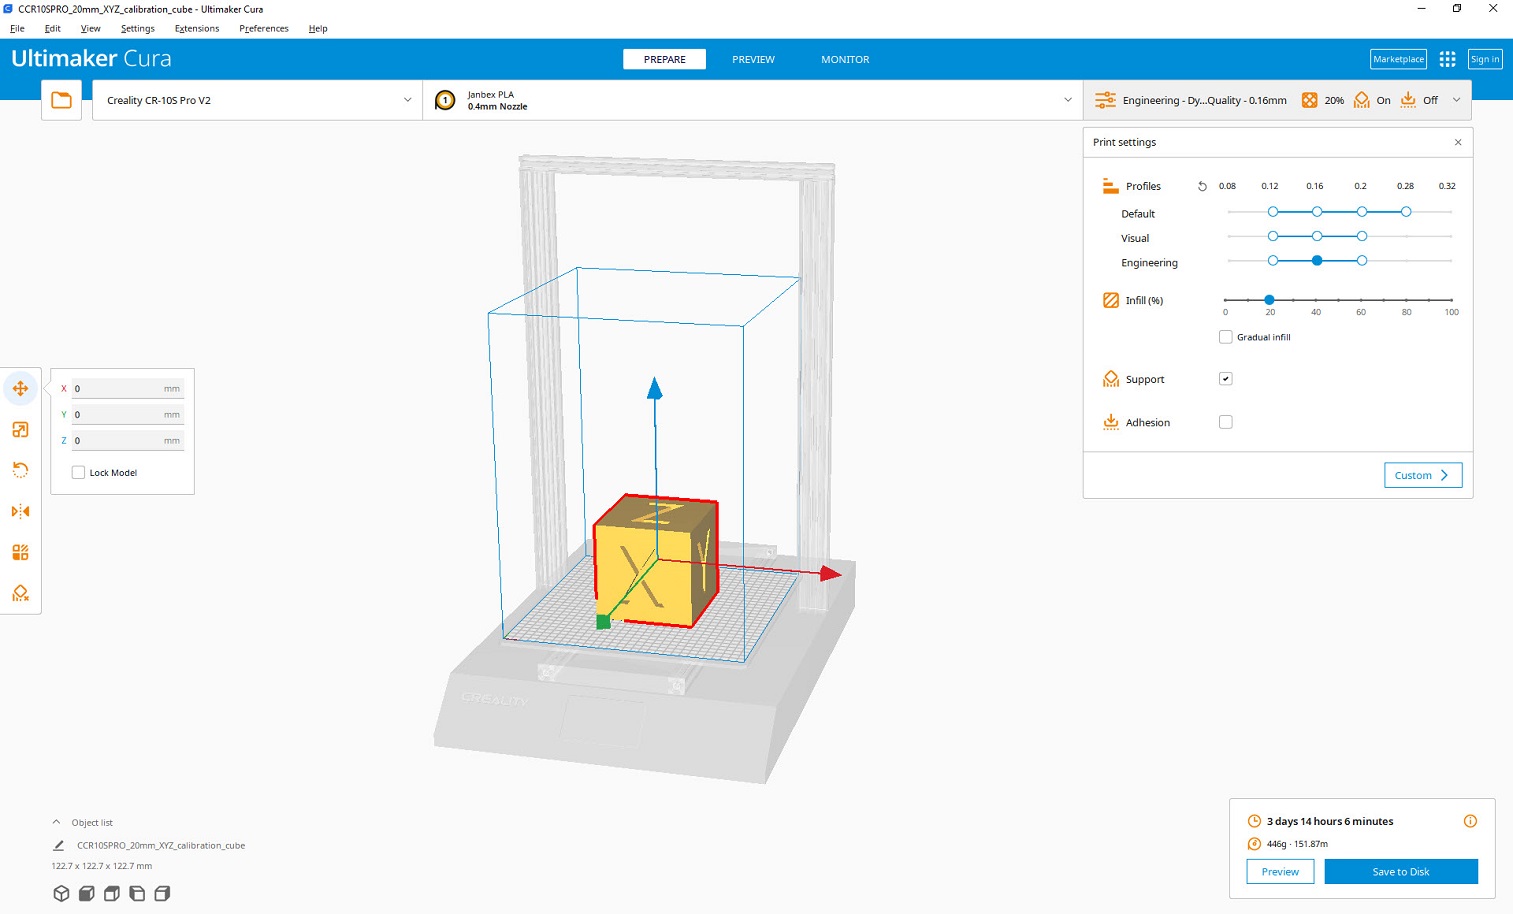 CCR10SPRO_20mm_XYZ_calibration_cube - Ultimaker Cura
File Edit View Settings Extensions Preferences Help
Ultimaker Cura
PREPARE PREVIEW MONITOR
Marketplace Sign in
Creality CR-10S Pro V2
1
Janbex PLA
0.4mm Nozzle
Engineering - Dy...Quality - 0.16mm 20% On Off
Print settings
Profiles 0.08 0.12 0.16 0.2 0.28 0.32
Default
Visual
Engineering
Infill (%)
0 20 40 60 80 100
Gradual infill
Support
Adhesion
Custom
X 0 mm
Y 0 mm
Z 0 mm
Lock Model
Z
X
Y
CREALITY
Object list
CCR10SPRO_20mm_XYZ_calibration_cube
122.7 x 122.7 x 122.7 mm
3 days 14 hours 6 minutes
446g · 151.87m
Preview Save to Disk